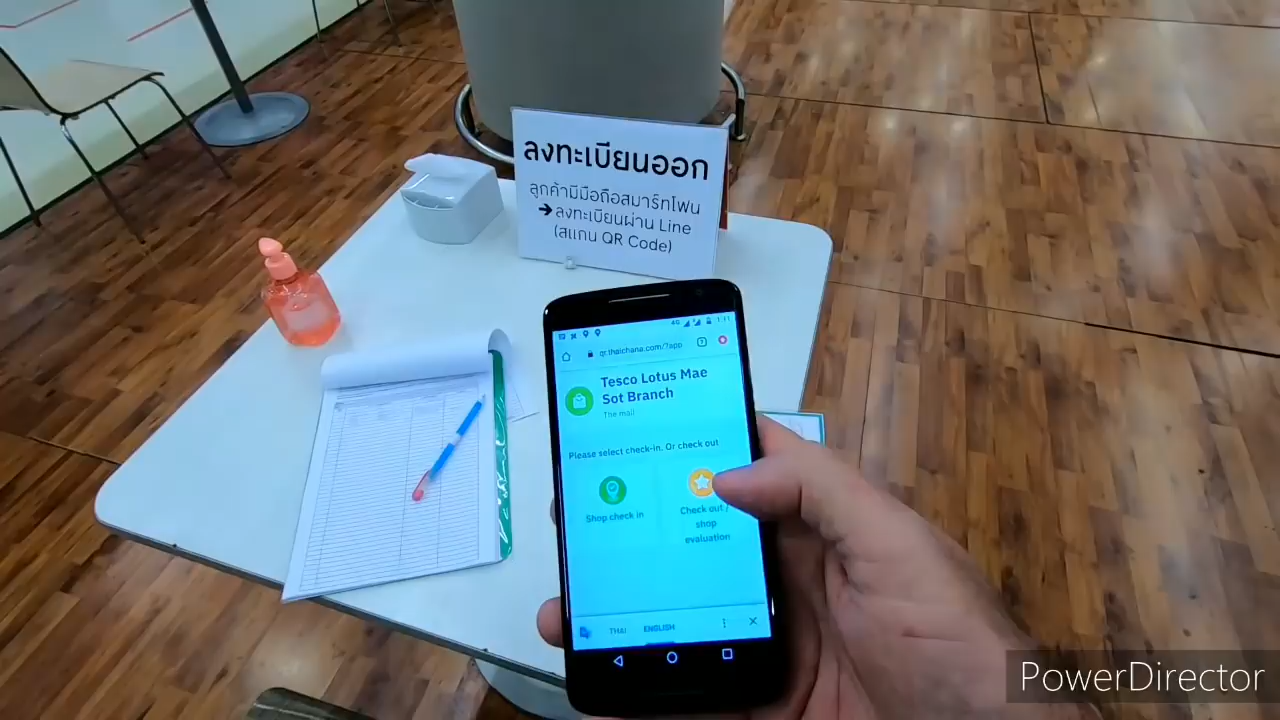 ลงทะเบียนออก
ลูกค้ามีมือถือสมาร์ทโฟน
➔ ลงทะเบียนผ่าน Line
(สแกน QR Code)
4G 1:11
qr.thaichana.com/?app
Tesco Lotus Mae
Sot Branch
The mall
Please select check-in. Or check out
Shop check in
Check out /
shop
evaluation
THAI ENGLISH
PowerDirector